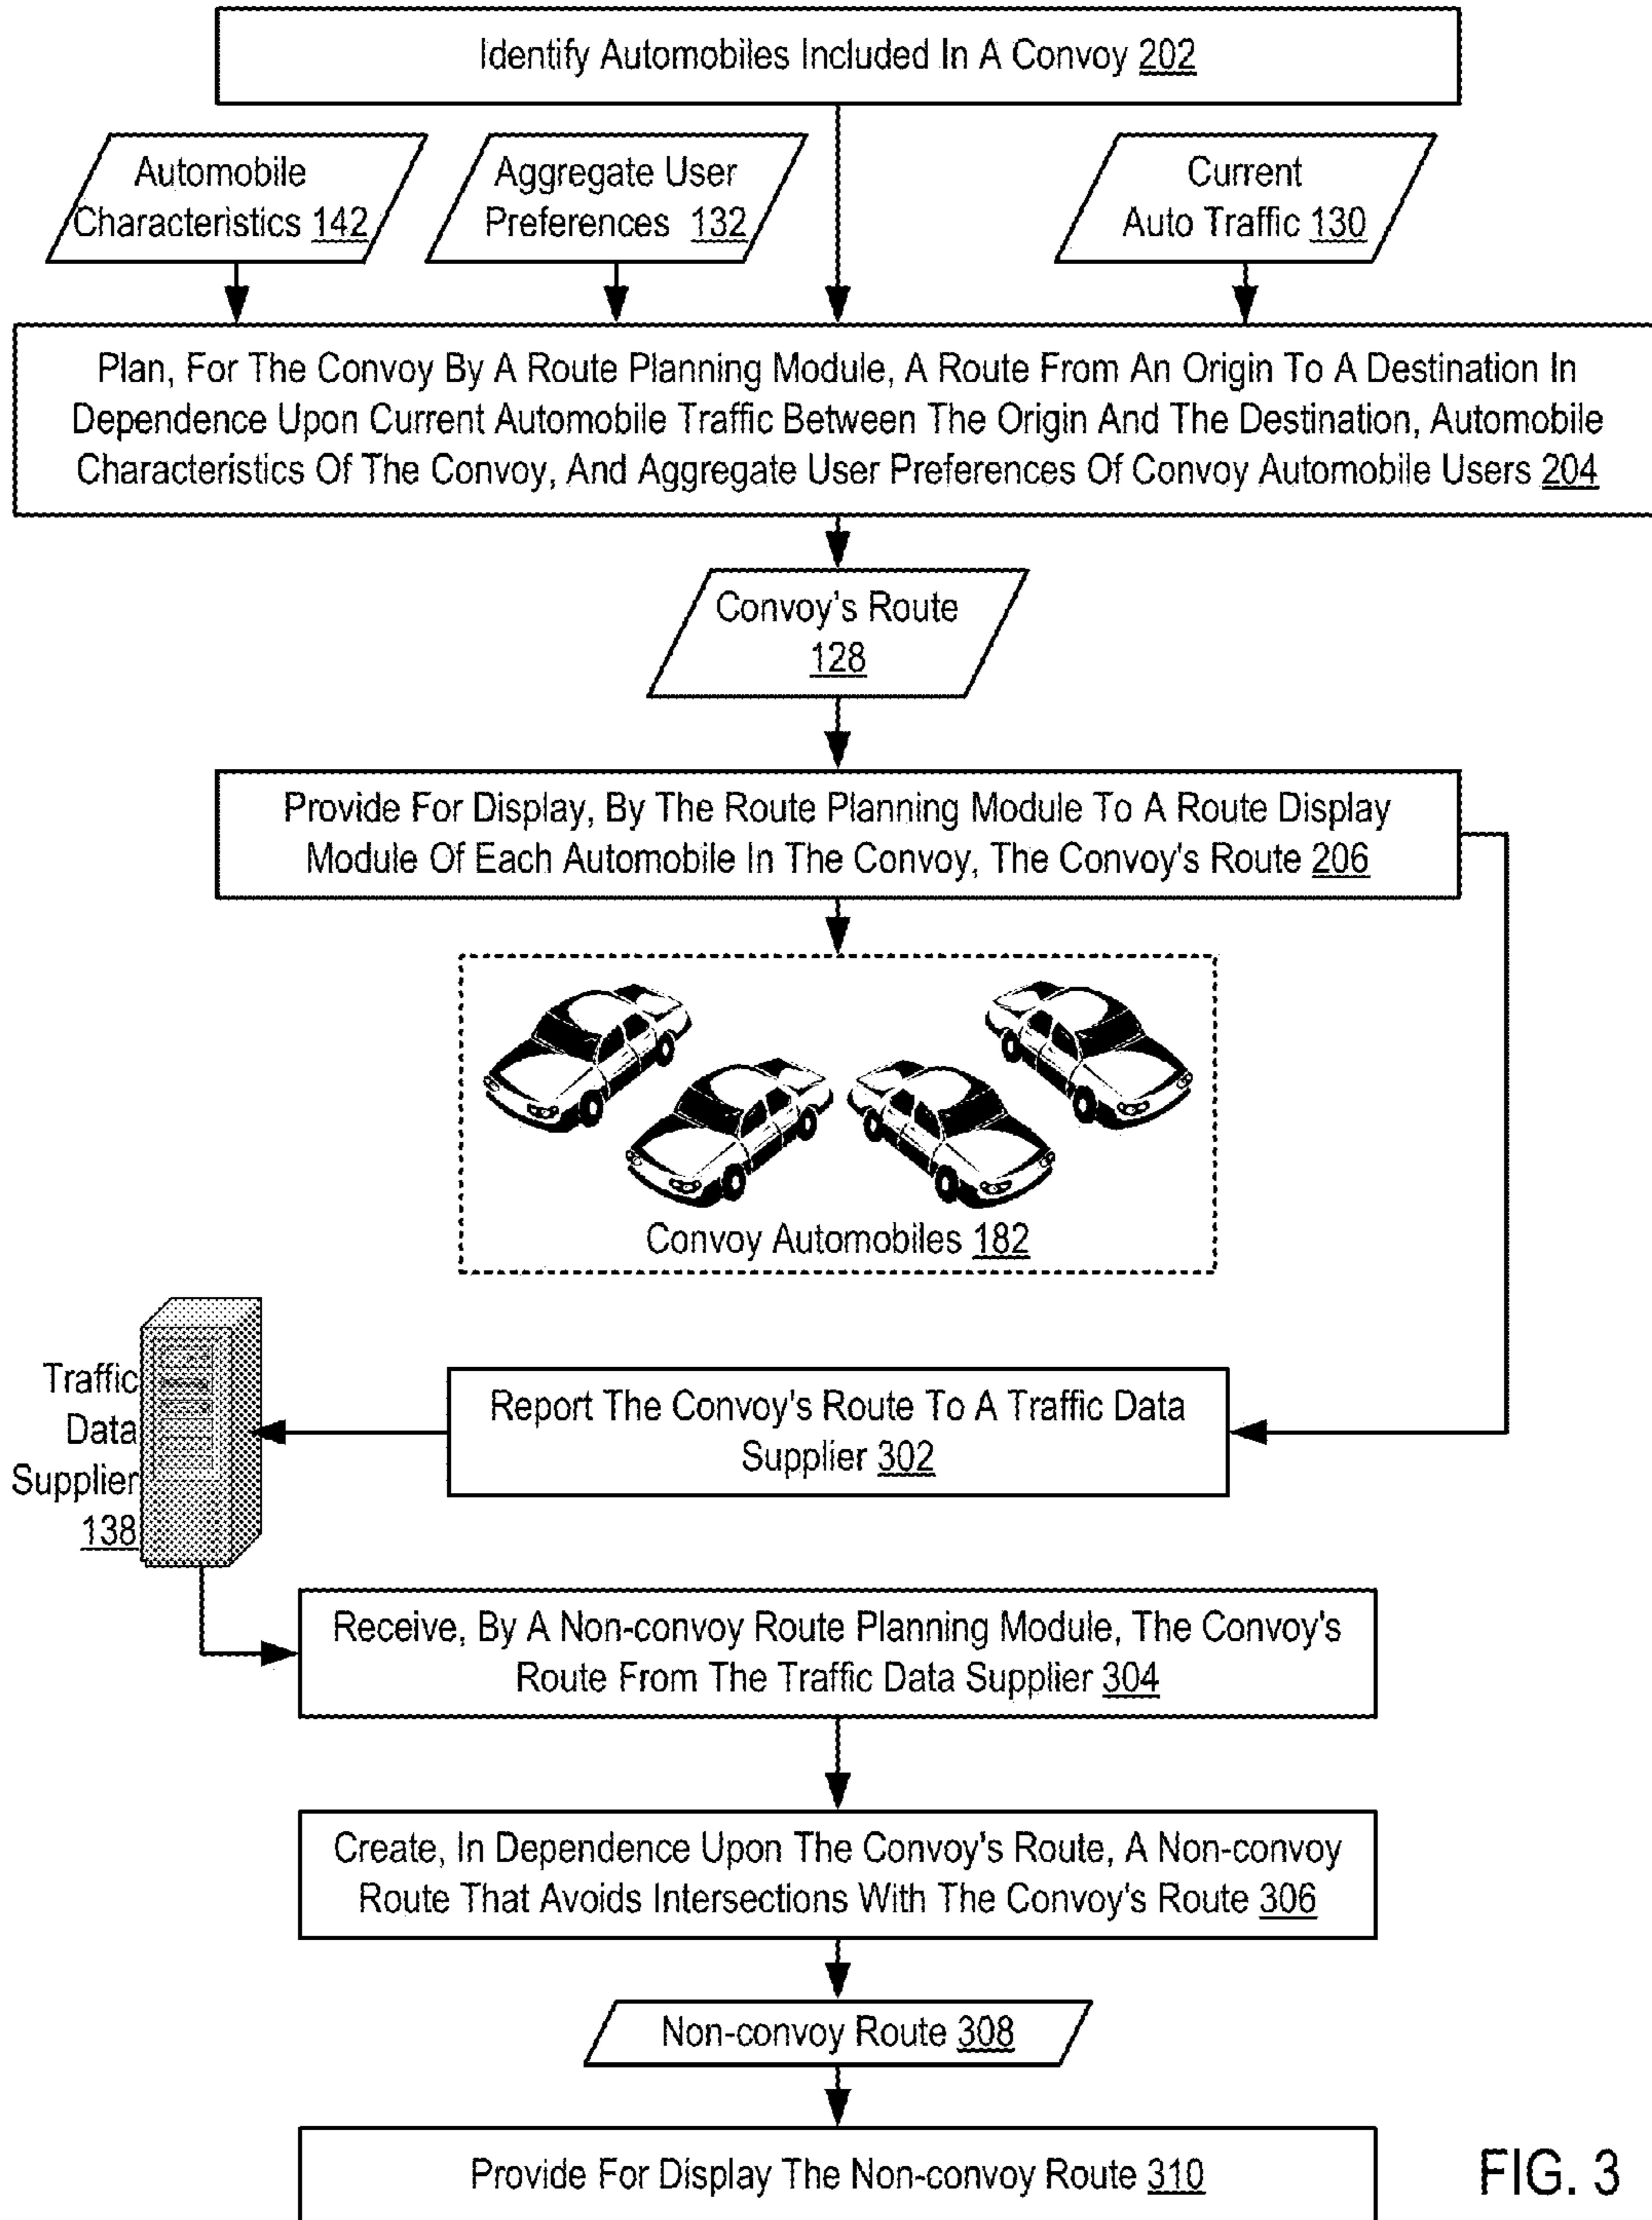 Identify Automobiles Included In A Convoy 202
Automobile
Characteristics 142
Aggregate User
Preferences 132
Current
Auto Traffic 130
Plan, For The Convoy By A Route Planning Module, A Route From An Origin To A Destination In
Dependence Upon Current Automobile Traffic Between The Origin And The Destination, Automobile
Characteristics Of The Convoy, And Aggregate User Preferences Of Convoy Automobile Users 204
Convoy's Route
128
Provide For Display, By The Route Planning Module To A Route Display
Module Of Each Automobile In The Convoy, The Convoy's Route 206
Convoy Automobiles 182
Traffic
Data
Supplier
138
Report The Convoy's Route To A Traffic Data
Supplier 302
Receive, By A Non-convoy Route Planning Module, The Convoy's
Route From The Traffic Data Supplier 304
Create, In Dependence Upon The Convoy's Route, A Non-convoy
Route That Avoids Intersections With The Convoy's Route 306
Non-convoy Route 308
Provide For Display The Non-convoy Route 310
FIG. 3